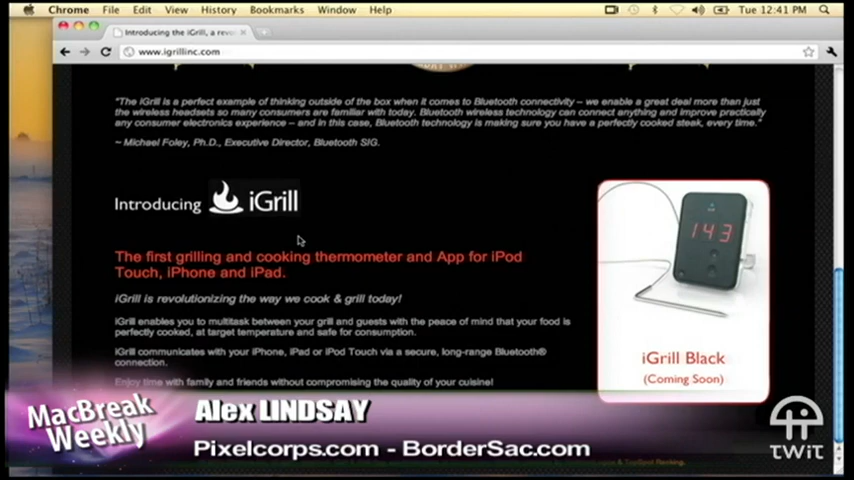 Chrome File Edit View History Bookmarks Window Help Tue 12:41 PM
Introducing the iGrill, a revo
www.igrillinc.com
"The iGrill is a perfect example of thinking outside of the box when it comes to Bluetooth connectivity – we enable a great deal more than just
the wireless headsets so many consumers are familiar with today. Bluetooth wireless technology can connect anything and improve practically
any consumer electronics experience – and in this case, Bluetooth technology is making sure you have a perfectly cooked steak, every time."
~ Michael Foley, Ph.D., Executive Director, Bluetooth SIG.
Introducing iGrill
The first grilling and cooking thermometer and App for iPod
Touch, iPhone and iPad.
iGrill is revolutionizing the way we cook & grill today!
iGrill enables you to multitask between your grill and guests with the peace of mind that your food is
perfectly cooked, at target temperature and safe for consumption.
iGrill communicates with your iPhone, iPad or iPod Touch via a secure, long-range Bluetooth®
connection.
Enjoy time with family and friends without compromising the quality of your cuisine!
143
iGrill Black
(Coming Soon)
MacBreak
Weekly
Alex LINDSAY
Pixelcorps.com - BorderSac.com
TWiT